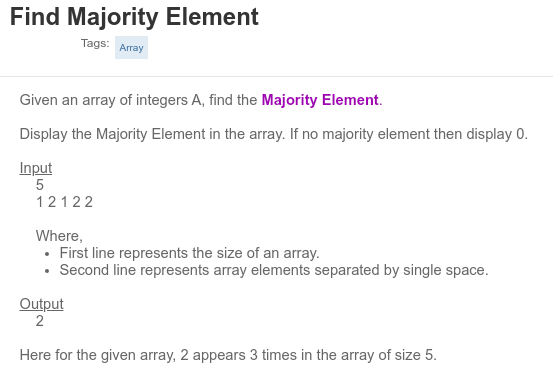 Find Majority Element
Tags: Array
Given an array of integers A, find the Majority Element.
Display the Majority Element in the array. If no majority element then display 0.
Input
5
1 2 1 2 2
Where,
• First line represents the size of an array.
• Second line represents array elements separated by single space.
Output
2
Here for the given array, 2 appears 3 times in the array of size 5.